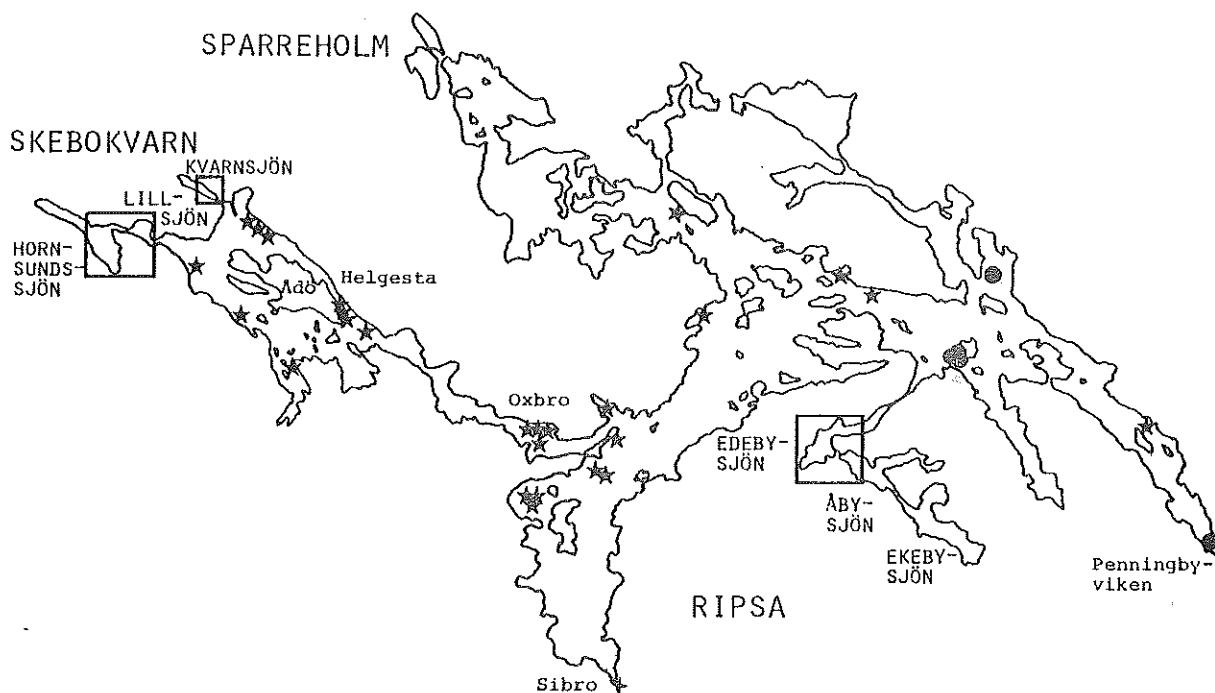 SPARREHOLM
SKEBOKVARN
KVARNSJÖN
LILL-
SJÖN
HORN-
SUNDS-
SJÖN
Helgesta
Ådö
Oxbro
EDEBY-
SJÖN
ÅBY-
SJÖN
EKEBY-
SJÖN
Penningby-
viken
RIPSA
Sibro